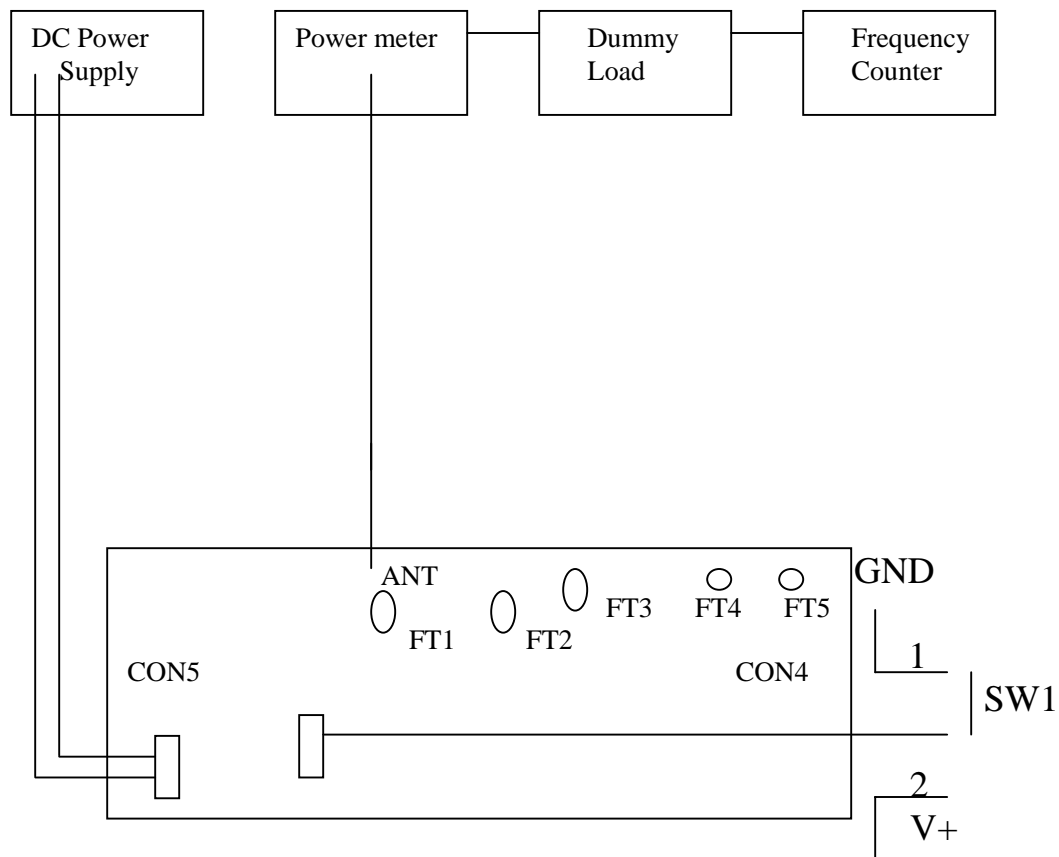 DC Power
Supply
Power meter
Dummy
Load
Frequency
Counter
ANT
GND
FT1
FT2
FT3
FT4
FT5
CON5
CON4
1
SW1
2
V+